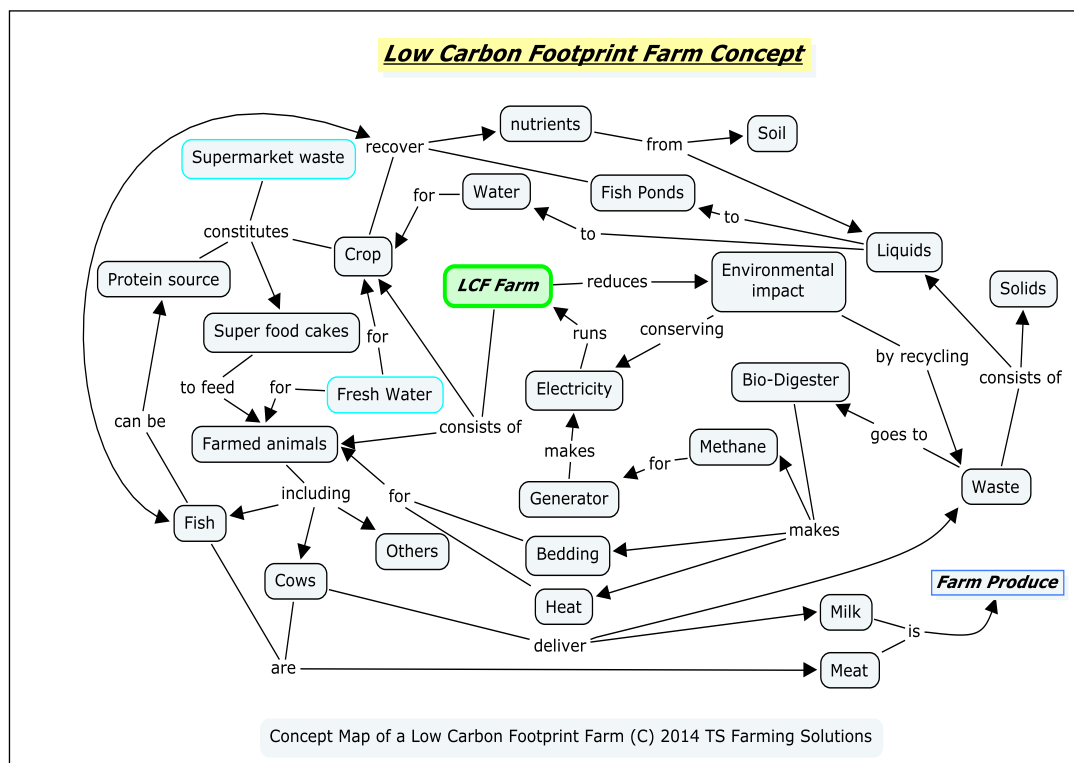 Low Carbon Footprint Farm Concept
nutrients
Soil
recover
from
Supermarket waste
Water
for
Fish Ponds
to
to
constitutes
Crop
Liquids
Protein source
LCF Farm
reduces
Environmental
impact
Solids
Super food cakes
for
runs
conserving
by recycling
consists of
to feed
for
Fresh Water
Electricity
Bio-Digester
can be
consists of
goes to
Farmed animals
makes
for
Methane
including
for
Generator
Waste
Fish
Others
Bedding
makes
Cows
Heat
Farm Produce
Milk
is
deliver
are
Meat
Concept Map of a Low Carbon Footprint Farm (C) 2014 TS Farming Solutions